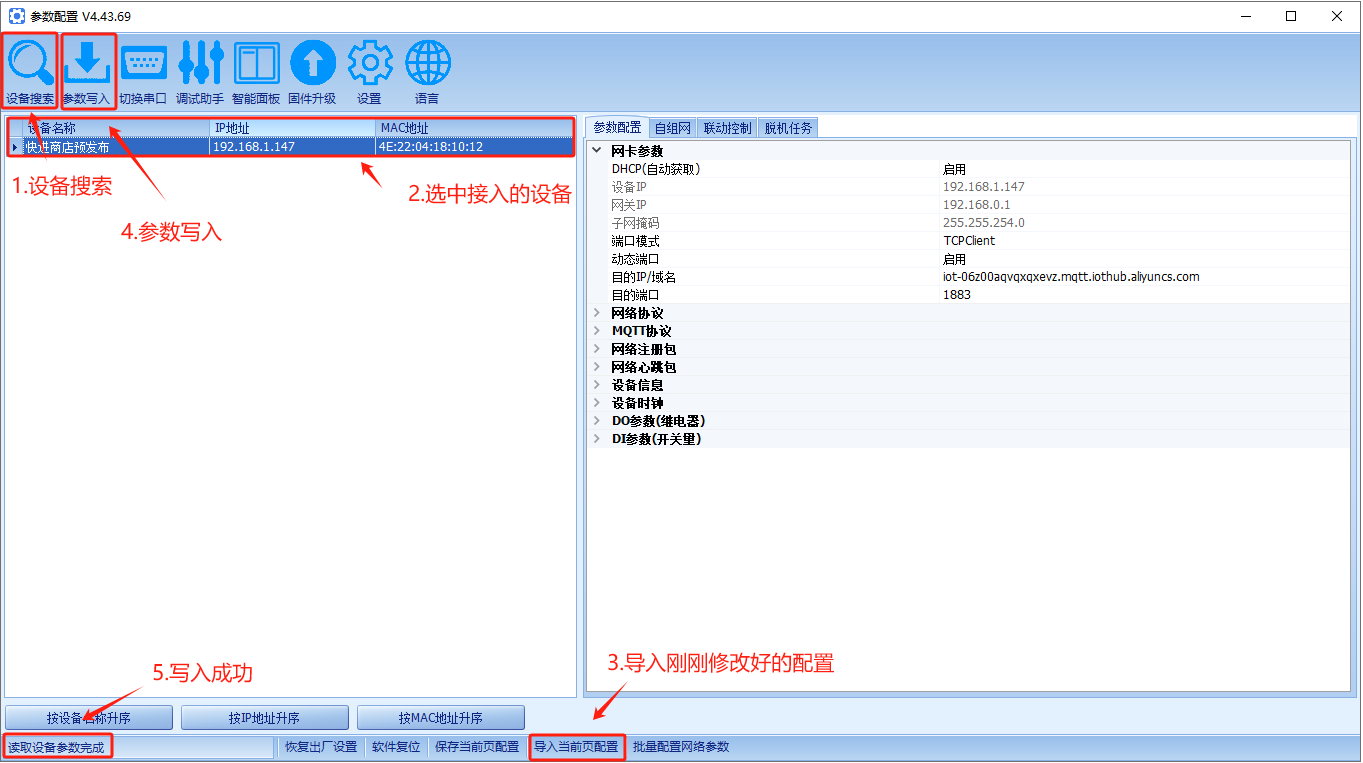 参数配置 V4.43.69
设备搜索 参数写入 切换串口 调试助手 智能面板 固件升级 设置 语言
设备名称 IP地址 MAC地址
快进商店预发布 192.168.1.147 4E:22:04:18:10:12
1.设备搜索
2.选中接入的设备
4.参数写入
参数配置 自组网 联动控制 脱机任务
网卡参数
DHCP(自动获取) 启用
设备IP 192.168.1.147
网关IP 192.168.0.1
子网掩码 255.255.254.0
端口模式 TCPClient
动态端口 启用
目的IP/域名 iot-06z00aqvqxqxevz.mqtt.iothub.aliyuncs.com
目的端口 1883
网络协议
MQTT协议
网络注册包
网络心跳包
设备信息
设备时钟
DO参数(继电器)
DI参数(开关量)
3.导入刚刚修改好的配置
5.写入成功
按设备名称升序 按IP地址升序 按MAC地址升序
读取设备参数完成 恢复出厂设置 软件复位 保存当前页配置 导入当前页配置 批量配置网络参数